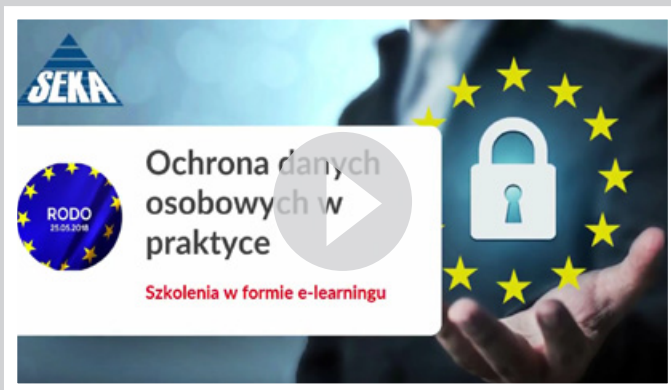 SEKA
RODO
25.05.2018
Ochrona danych
osobowych w
praktyce
Szkolenia w formie e-learningu